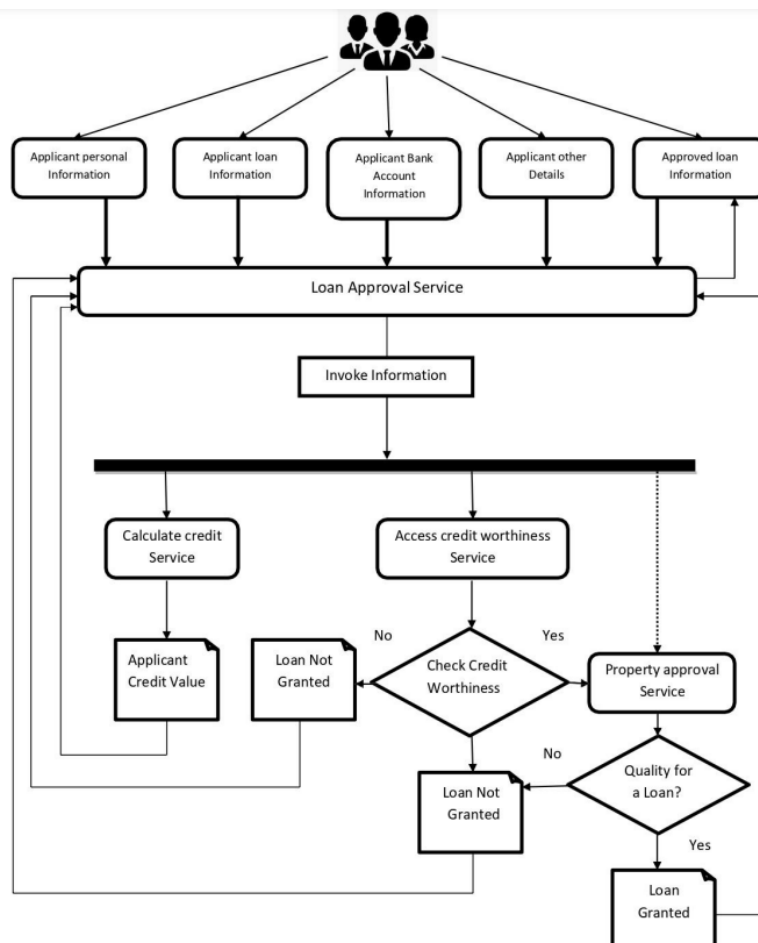 Applicant personal
Information
Applicant loan
Information
Applicant Bank
Account
Information
Applicant other
Details
Approved loan
Information
Loan Approval Service
Invoke Information
Calculate credit
Service
Access credit worthiness
Service
No
Yes
Applicant
Credit Value
Loan Not
Granted
Check Credit
Worthiness
Property approval
Service
No
Loan Not
Granted
Quality for
a Loan?
Yes
Loan
Granted